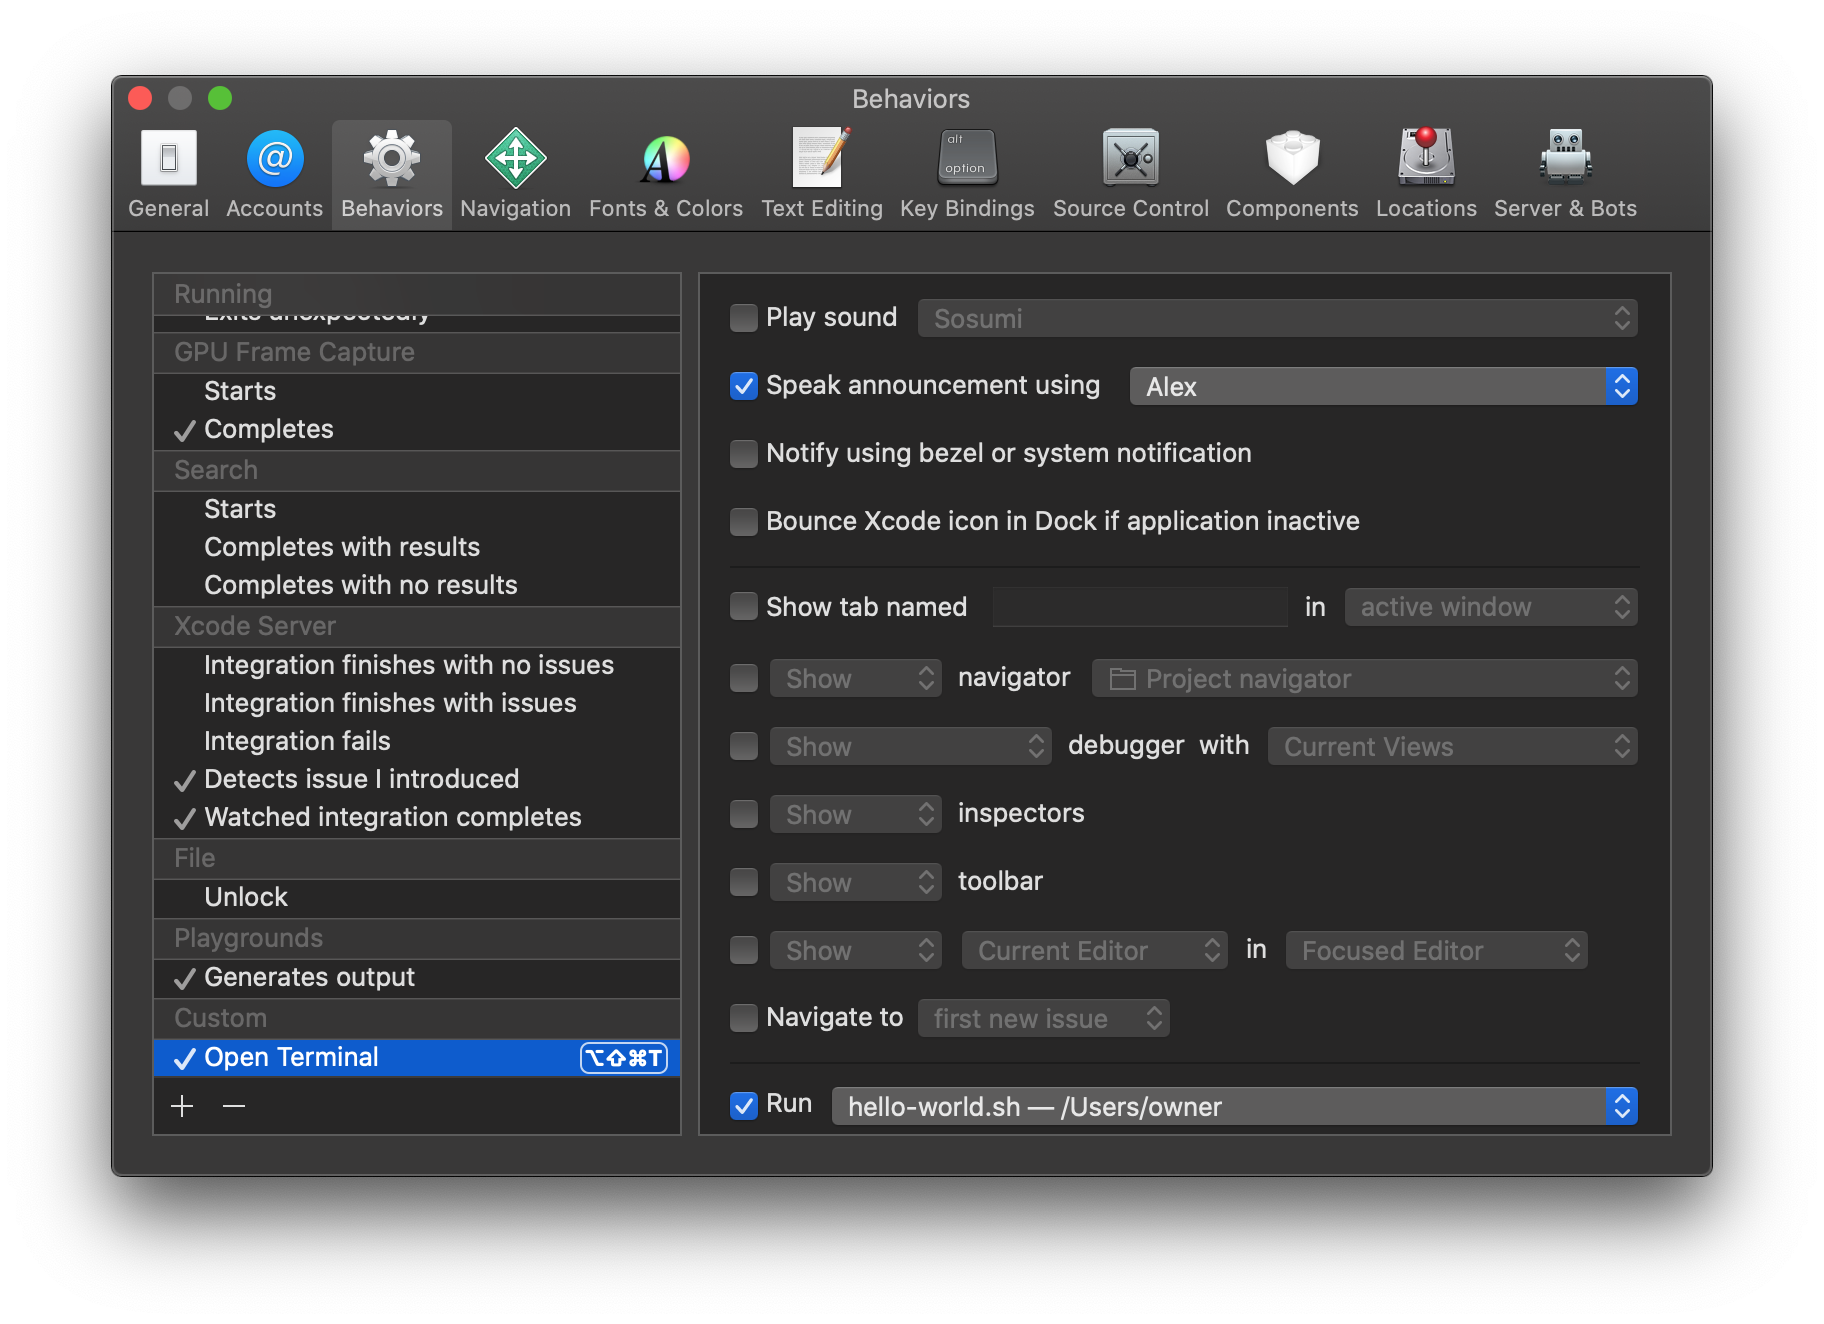 Behaviors
General Accounts Behaviors Navigation Fonts & Colors Text Editing Key Bindings Source Control Components Locations Server & Bots
alt
option
Running
Exits unexpectedly
GPU Frame Capture
Starts
Completes
Search
Starts
Completes with results
Completes with no results
Xcode Server
Integration finishes with no issues
Integration finishes with issues
Integration fails
Detects issue I introduced
Watched integration completes
File
Unlock
Playgrounds
Generates output
Custom
Open Terminal ⌥⇧⌘T
Play sound Sosumi
Speak announcement using Alex
Notify using bezel or system notification
Bounce Xcode icon in Dock if application inactive
Show tab named in active window
Show navigator Project navigator
Show debugger with Current Views
Show inspectors
Show toolbar
Show Current Editor in Focused Editor
Navigate to first new issue
Run hello-world.sh — /Users/owner